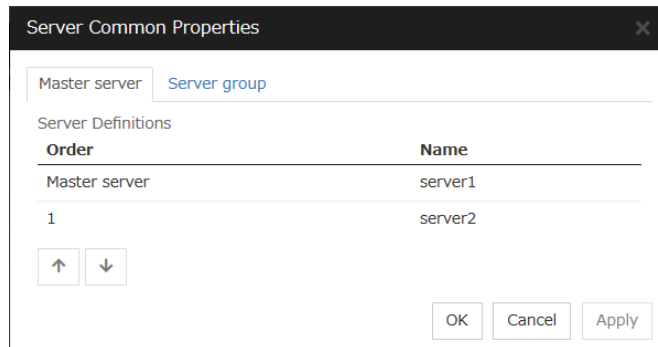 Server Common Properties
Master server Server group
Server Definitions
Order Name
Master server server1
1 server2
OK Cancel Apply